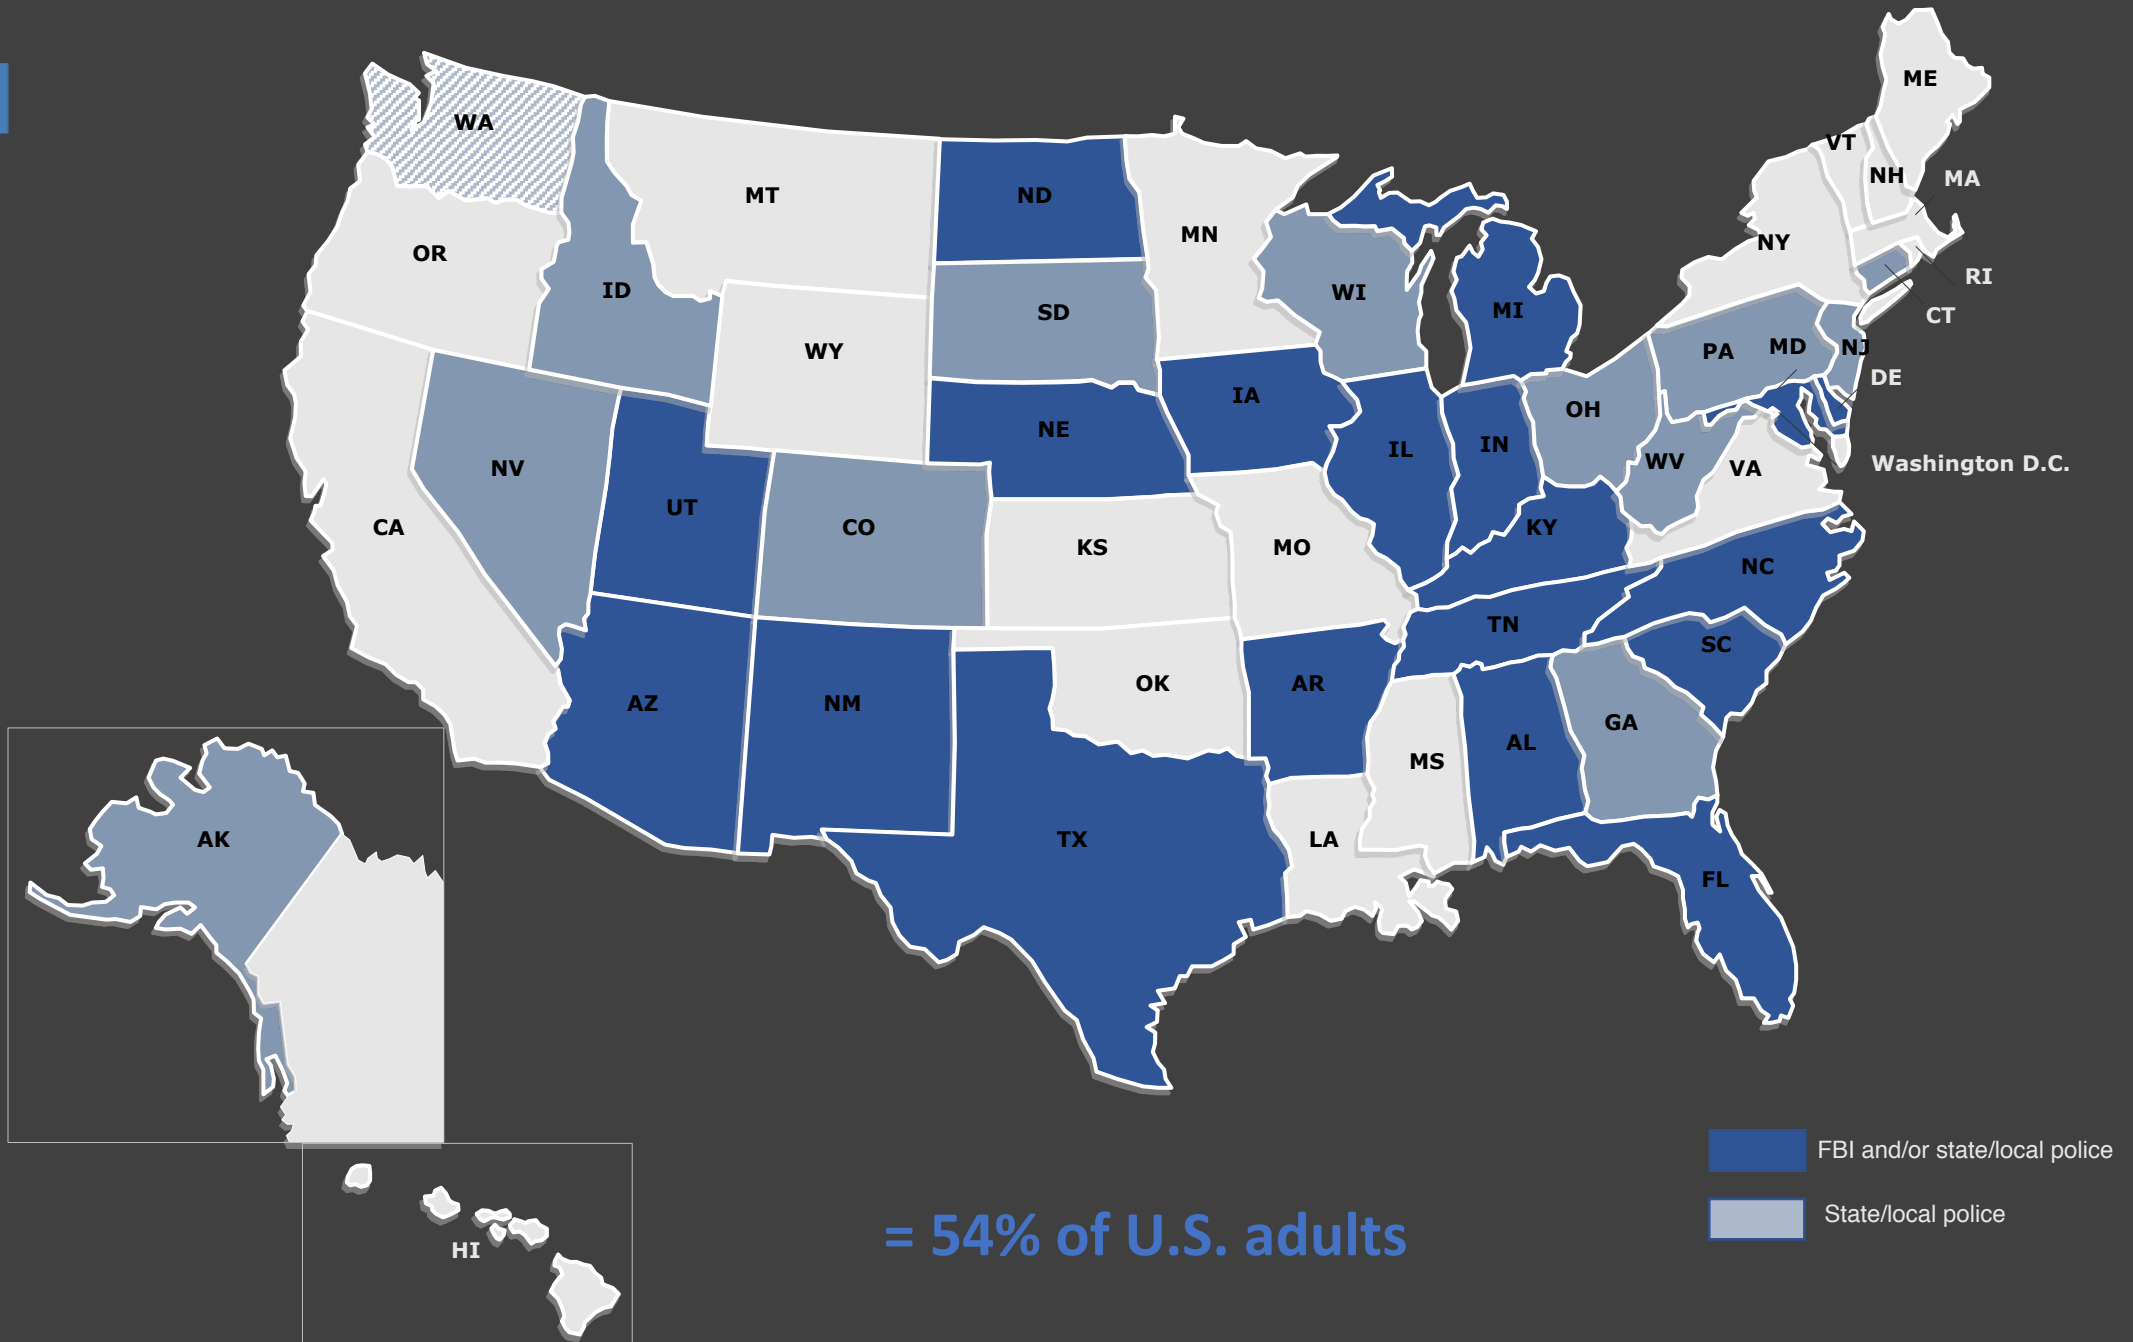 ME
WA
VT
NH
MA
MT
ND
MN
NY
OR
ID
SD
WI
MI
RI
CT
WY
PA
MD
NJ
DE
IA
OH
NE
NV
IL
IN
WV
VA
Washington D.C.
UT
CA
CO
KS
MO
KY
NC
TN
SC
AZ
NM
OK
AR
GA
AL
MS
AK
TX
LA
FL
HI
FBI and/or state/local police
State/local police
= 54% of U.S. adults